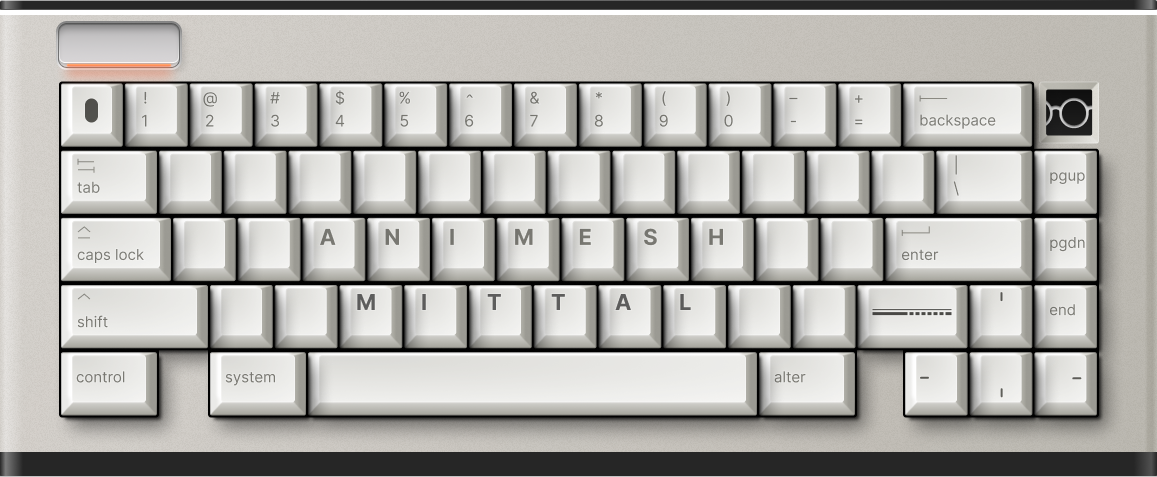 ! @ # $ % ^ & * ( ) – +
1 2 3 4 5 6 7 8 9 0 - = backspace
tab | \ pgup
caps lock A N I M E S H enter pgdn
shift M I T T A L end
control system alter